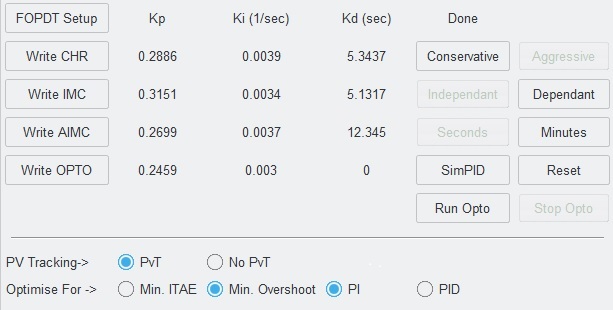 FOPDT Setup Kp Ki (1/sec) Kd (sec) Done
Write CHR 0.2886 0.0039 5.3437 Conservative Aggressive
Write IMC 0.3151 0.0034 5.1317 Independant Dependant
Write AIMC 0.2699 0.0037 12.345 Seconds Minutes
Write OPTO 0.2459 0.003 0 SimPID Reset
Run Opto Stop Opto
PV Tracking-> PvT No PvT
Optimise For -> Min. ITAE Min. Overshoot PI PID